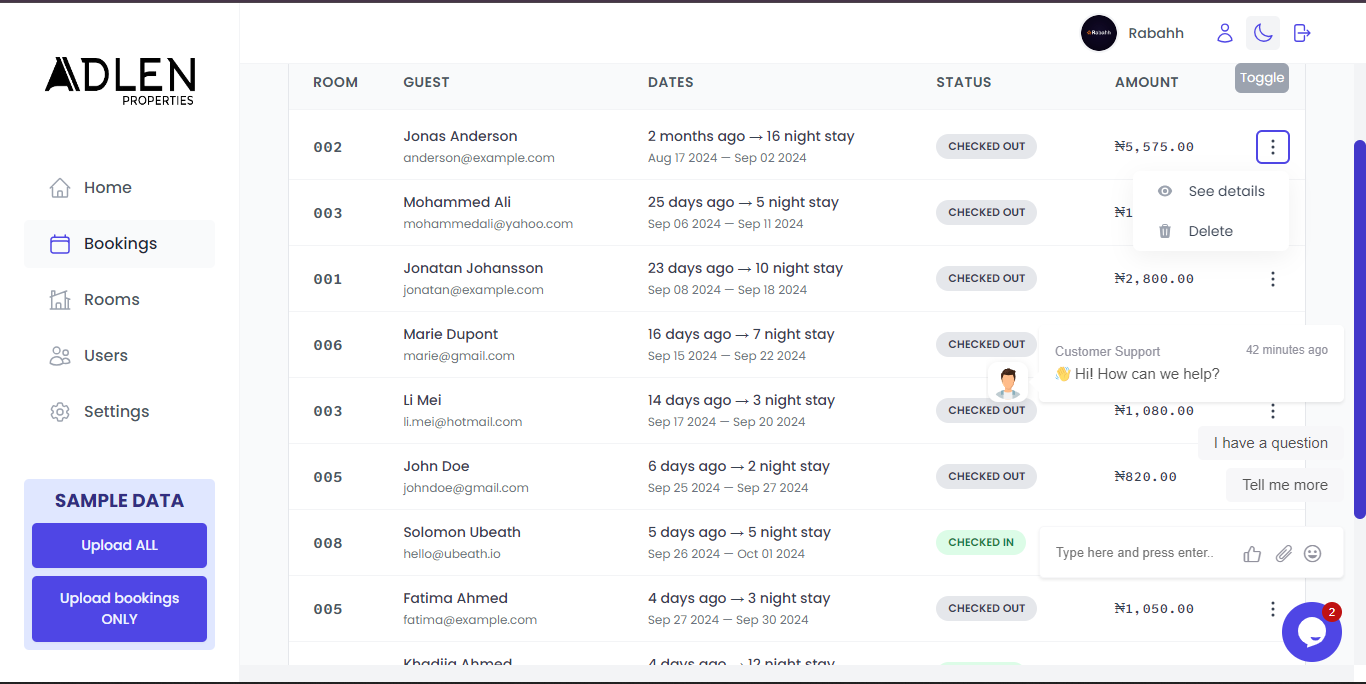 ADLEN
PROPERTIES
Home
Bookings
Rooms
Users
Settings
SAMPLE DATA
Upload ALL
Upload bookings
ONLY
Rabahh
Rabahh
Toggle
ROOM GUEST DATES STATUS AMOUNT
002 Jonas Anderson 2 months ago → 16 night stay CHECKED OUT ₦5,575.00
anderson@example.com Aug 17 2024 — Sep 02 2024
See details
Delete
003 Mohammed Ali 25 days ago → 5 night stay CHECKED OUT ₦1
mohammedali@yahoo.com Sep 06 2024 — Sep 11 2024
001 Jonatan Johansson 23 days ago → 10 night stay CHECKED OUT ₦2,800.00
jonatan@example.com Sep 08 2024 — Sep 18 2024
006 Marie Dupont 16 days ago → 7 night stay CHECKED OUT
marie@gmail.com Sep 15 2024 — Sep 22 2024
Customer Support 42 minutes ago
👋 Hi! How can we help?
003 Li Mei 14 days ago → 3 night stay CHECKED OUT ₦1,080.00
li.mei@hotmail.com Sep 17 2024 — Sep 20 2024
I have a question
005 John Doe 6 days ago → 2 night stay CHECKED OUT ₦820.00
johndoe@gmail.com Sep 25 2024 — Sep 27 2024
Tell me more
008 Solomon Ubeath 5 days ago → 5 night stay CHECKED IN
hello@ubeath.io Sep 26 2024 — Oct 01 2024
Type here and press enter..
005 Fatima Ahmed 4 days ago → 3 night stay CHECKED OUT ₦1,050.00
fatima@example.com Sep 27 2024 — Sep 30 2024
2
Khadija Ahmed 4 days ago → 12 night stay